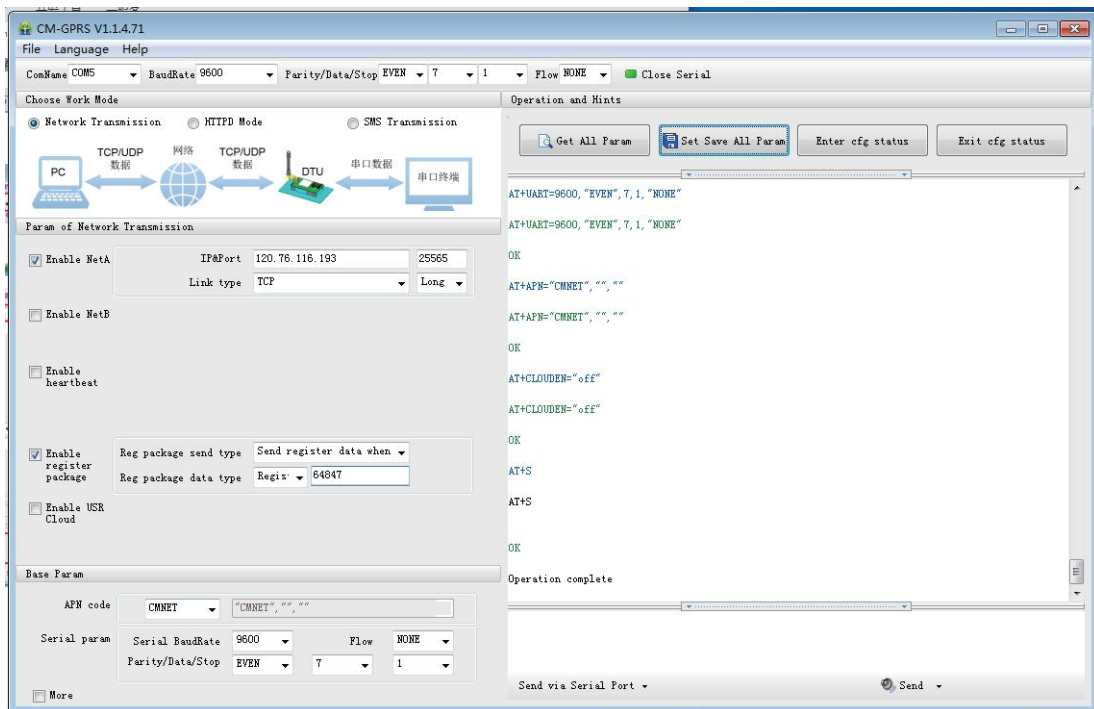 CM-GPRS V1.1.4.71
File Language Help
ComName COM5 BaudRate 9600 Parity/Data/Stop EVEN 7 1 Flow NONE Close Serial
Choose Work Mode
Network Transmission HTTPD Mode SMS Transmission
TCP/UDP 网络 TCP/UDP
数据 数据 串口数据
PC DTU 串口终端
Param of Network Transmission
Enable NetA IP&Port 120.76.116.193 25565
Link type TCP Long
Enable NetB
Enable
heartbeat
Enable
register
package
Reg package send type Send register data when
Reg package data type Regis 64847
Enable USR
Cloud
Base Param
APN code CMNET "CMNET","",""
Serial param Serial BaudRate 9600 Flow NONE
Parity/Data/Stop EVEN 7 1
More
Operation and Hints
Get All Param Set Save All Param Enter cfg status Exit cfg status
AT+UART=9600,"EVEN",7,1,"NONE"
AT+UART=9600,"EVEN",7,1,"NONE"
OK
AT+APN="CMNET","",""
AT+APN="CMNET","",""
OK
AT+CLOUDEN="off"
AT+CLOUDEN="off"
OK
AT+S
AT+S
OK
Operation complete
Send via Serial Port Send